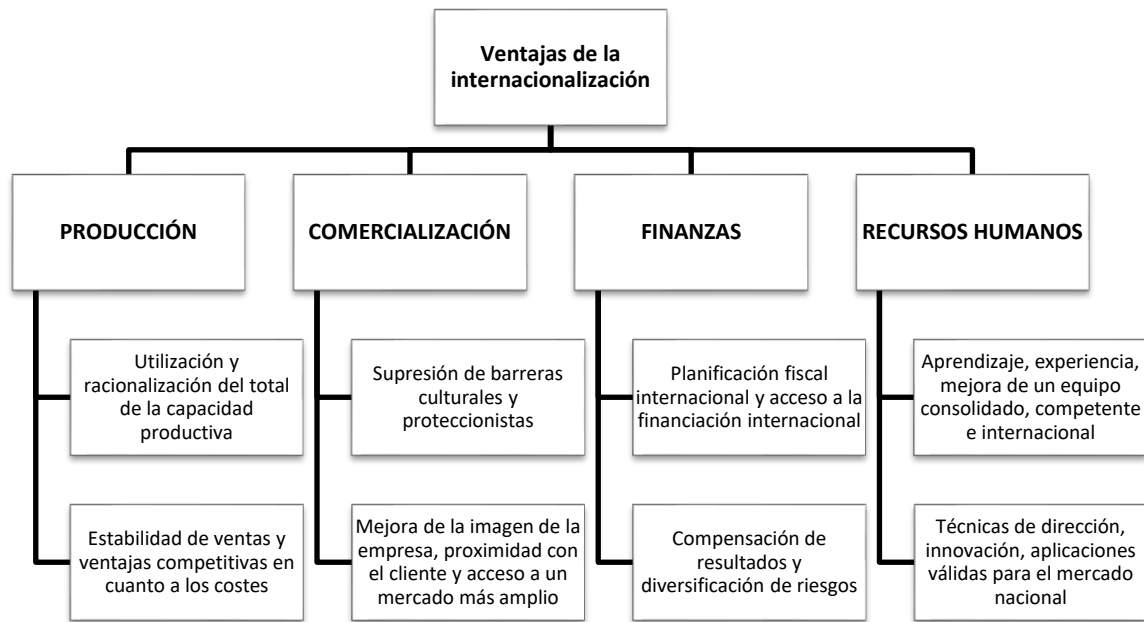 Ventajas de la
internacionalización
PRODUCCIÓN
COMERCIALIZACIÓN
FINANZAS
RECURSOS HUMANOS
Utilización y
racionalización del total
de la capacidad
productiva
Supresión de barreras
culturales y
proteccionistas
Planificación fiscal
internacional y acceso a la
financiación internacional
Aprendizaje, experiencia,
mejora de un equipo
consolidado, competente
e internacional
Estabilidad de ventas y
ventajas competitivas en
cuanto a los costes
Mejora de la imagen de la
empresa, proximidad con
el cliente y acceso a un
mercado más amplio
Compensación de
resultados y
diversificación de riesgos
Técnicas de dirección,
innovación, aplicaciones
válidas para el mercado
nacional